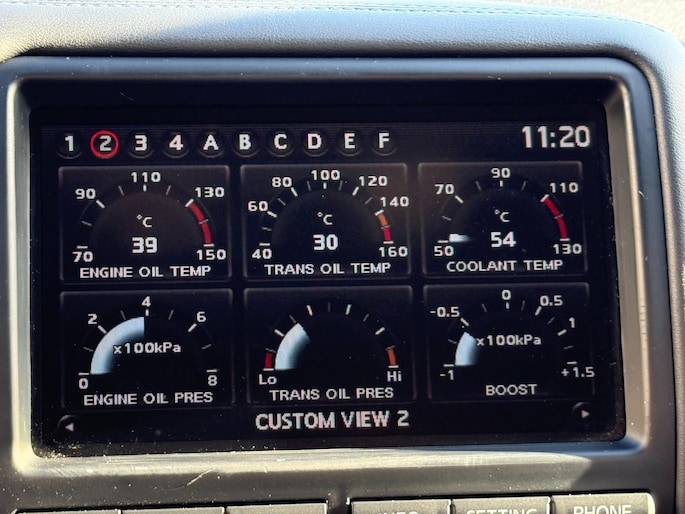 1 2 3 4 A B C D E F 11:20
70 90 110 130 150 °C 39 ENGINE OIL TEMP
40 60 80 100 120 140 160 °C 30 TRANS OIL TEMP
50 70 90 110 130 °C 54 COOLANT TEMP
0 2 4 6 8 x100kPa ENGINE OIL PRES
Lo Hi TRANS OIL PRES
-1 -0.5 0 0.5 1 +1.5 x100kPa BOOST
CUSTOM VIEW 2
INFO SETTING PHONE